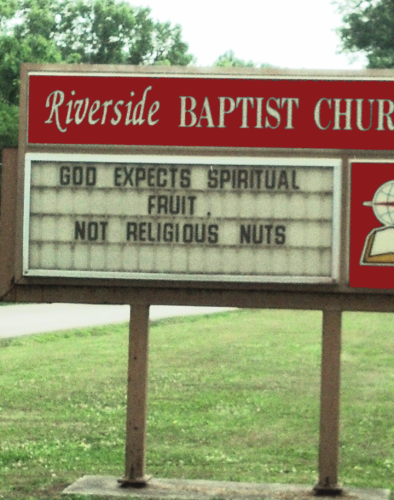 Riverside BAPTIST CHUR
GOD EXPECTS SPIRITUAL
FRUIT,
NOT RELIGIOUS NUTS